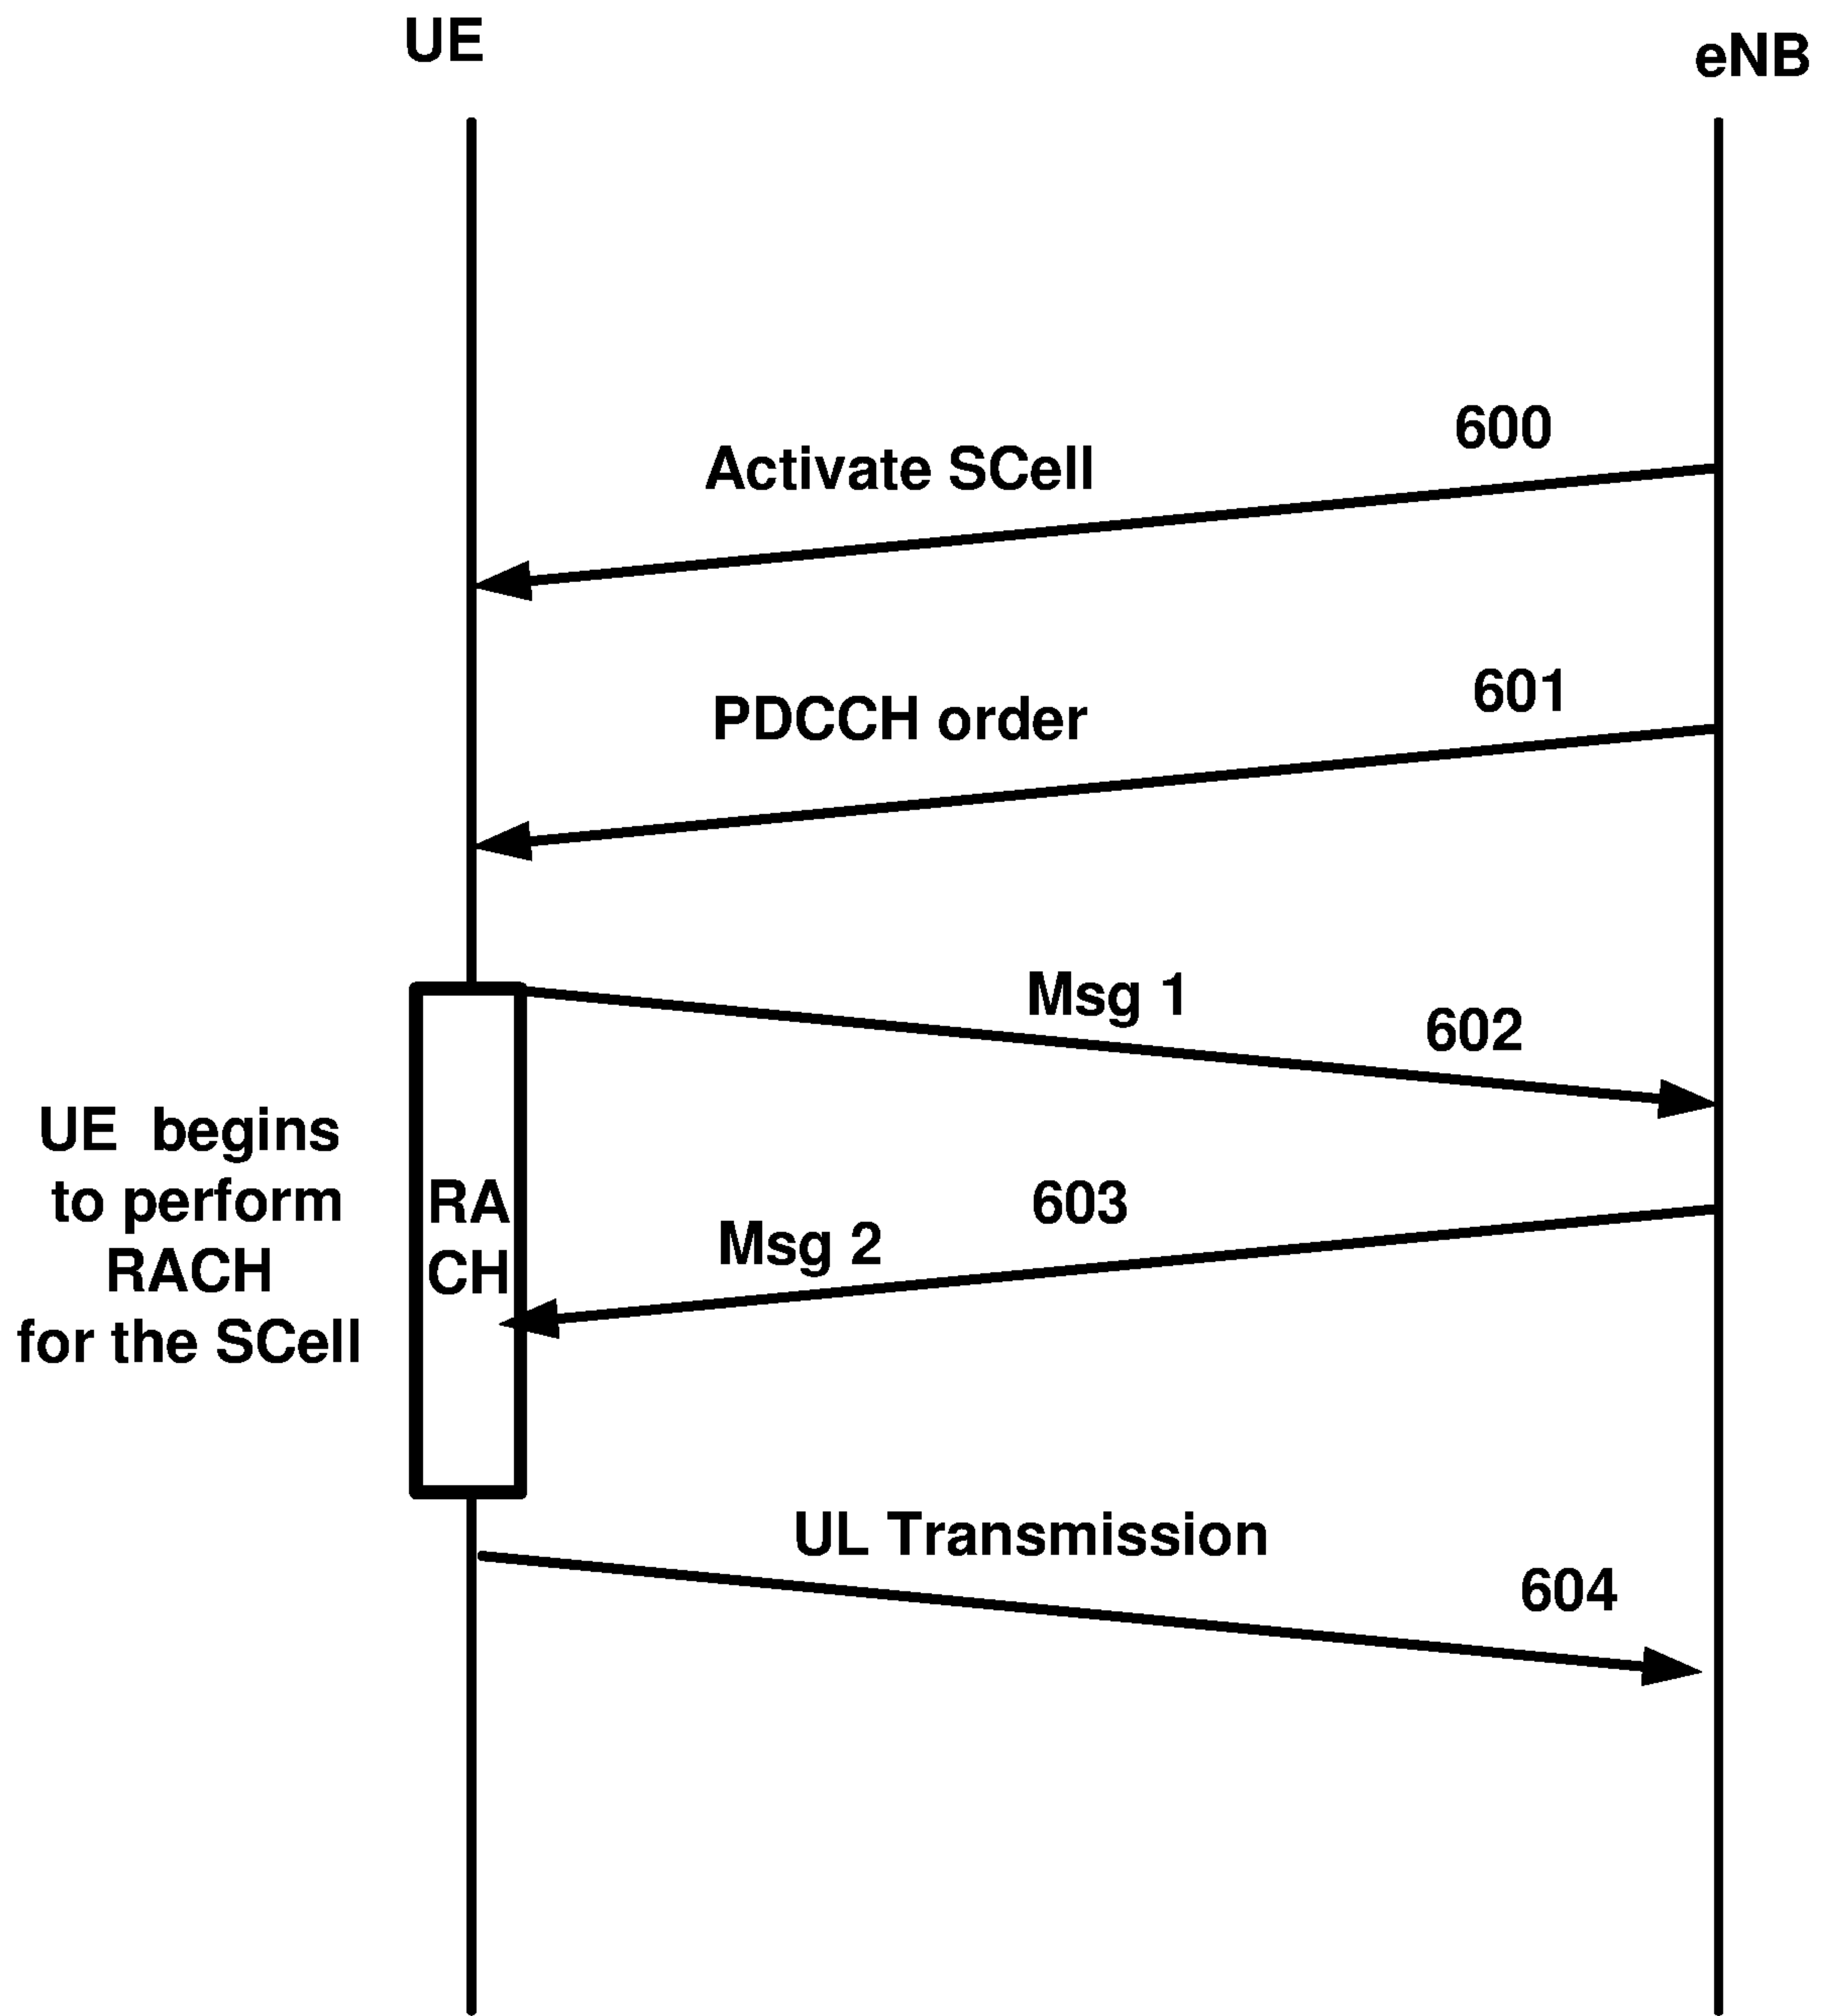 UE
eNB
600
Activate SCell
601
PDCCH order
Msg 1
602
UE begins
to perform
RACH
for the SCell
RA
CH
603
Msg 2
UL Transmission
604